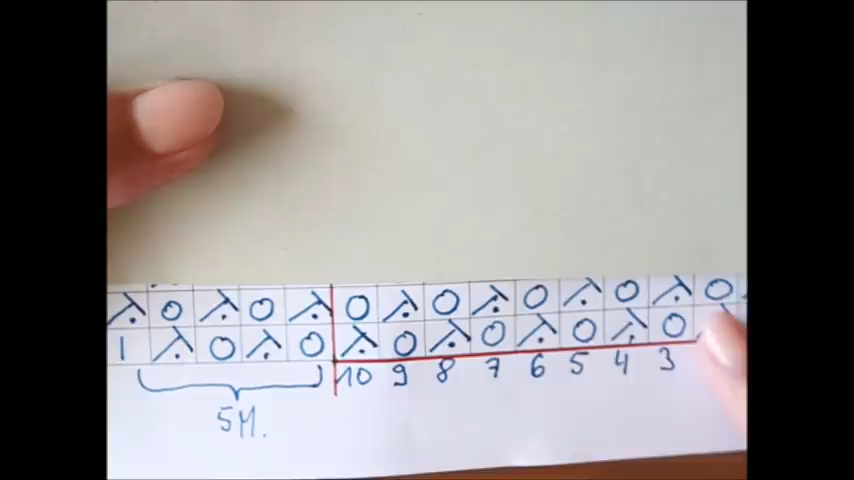 ⅄ O ⅄ O ⅄ O ⅄ O ⅄ O ⅄ O ⅄ O
1 ⅄ O ⅄ O ⅄ O ⅄ O ⅄ O ⅄ O
10 9 8 7 6 5 4 3
5M.